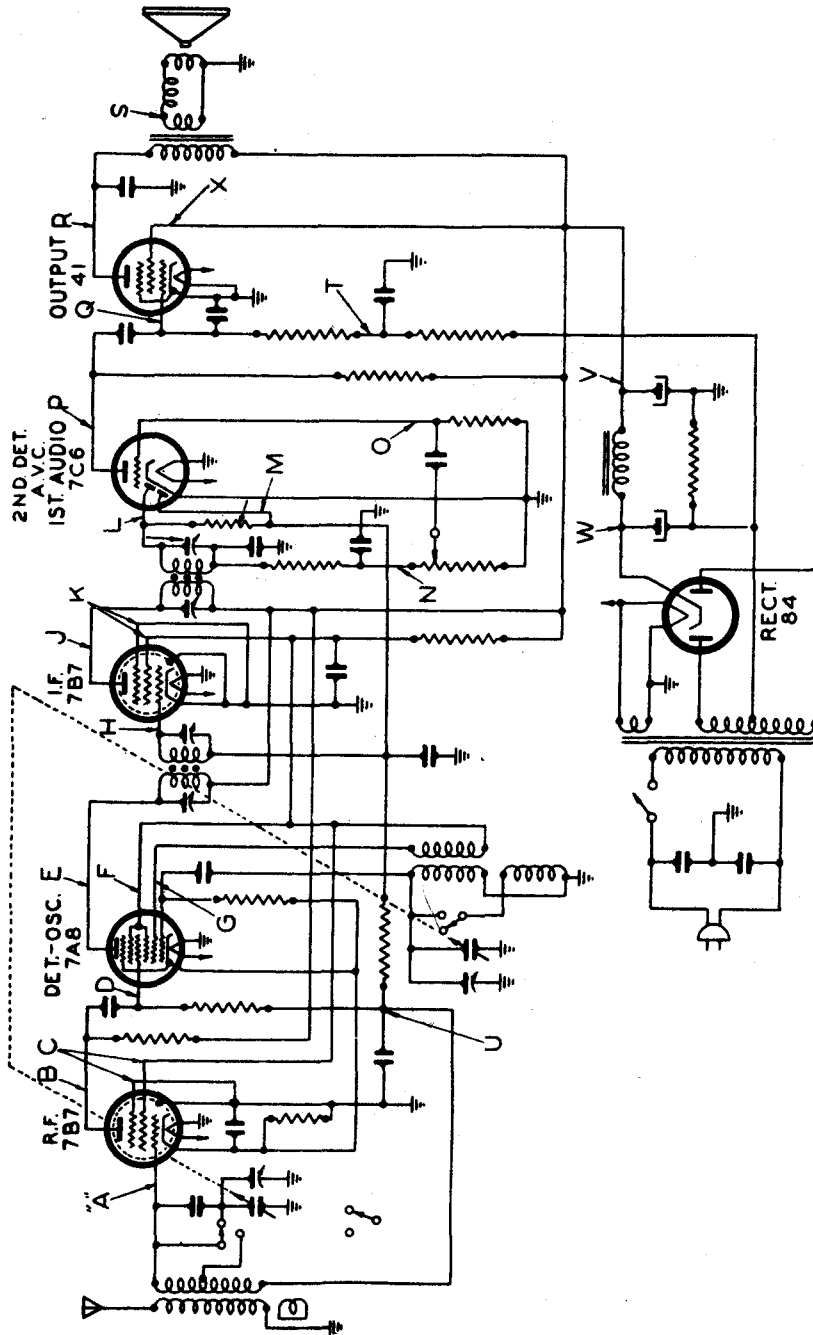 "A"
R.F.
7B7
B
C
D
DET.-OSC.
7A8
E
F
G
H
I.F.
7B7
J
K
L
2ND. DET.
A.V.C.
1ST. AUDIO
7C6
P
M
N
O
OUTPUT
41
R
Q
S
X
T
U
V
W
RECT.
84